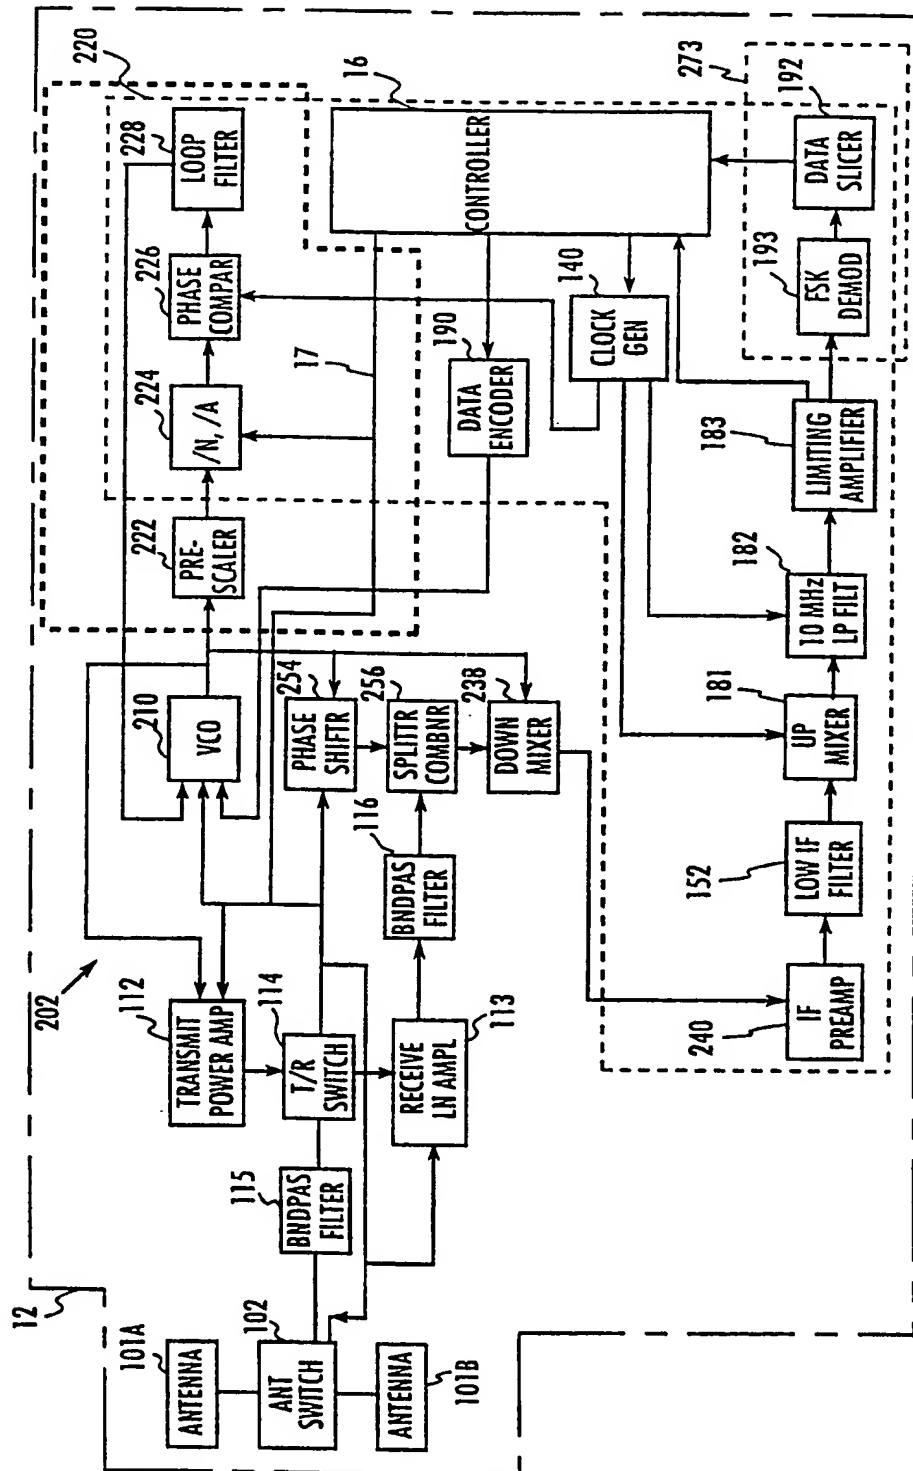 12
101A
ANTENNA
102
ANT
SWITCH
ANTENNA
101B
202
112
TRANSMIT
POWER AMP
115
BNDPAS
FILTER
114
T/R
SWITCH
RECEIVE
LN AMPL
113
210
VCO
254
PHASE
SHIFTR
256
SPLITTR
COMBNR
116
BNDPAS
FILTER
238
DOWN
MIXER
222
PRE-
SCALER
224
/N, /A
226
PHASE
COMPAR
228
LOOP
FILTER
220
17
190
DATA
ENCODER
16
CONTROLLER
140
CLOCK
GEN
240
IF
PREAMP
152
LOW IF
FILTER
181
UP
MIXER
182
10 MHz
LP FILT
183
LIMITING
AMPLIFIER
193
FSK
DEMOD
192
DATA
SLICER
273